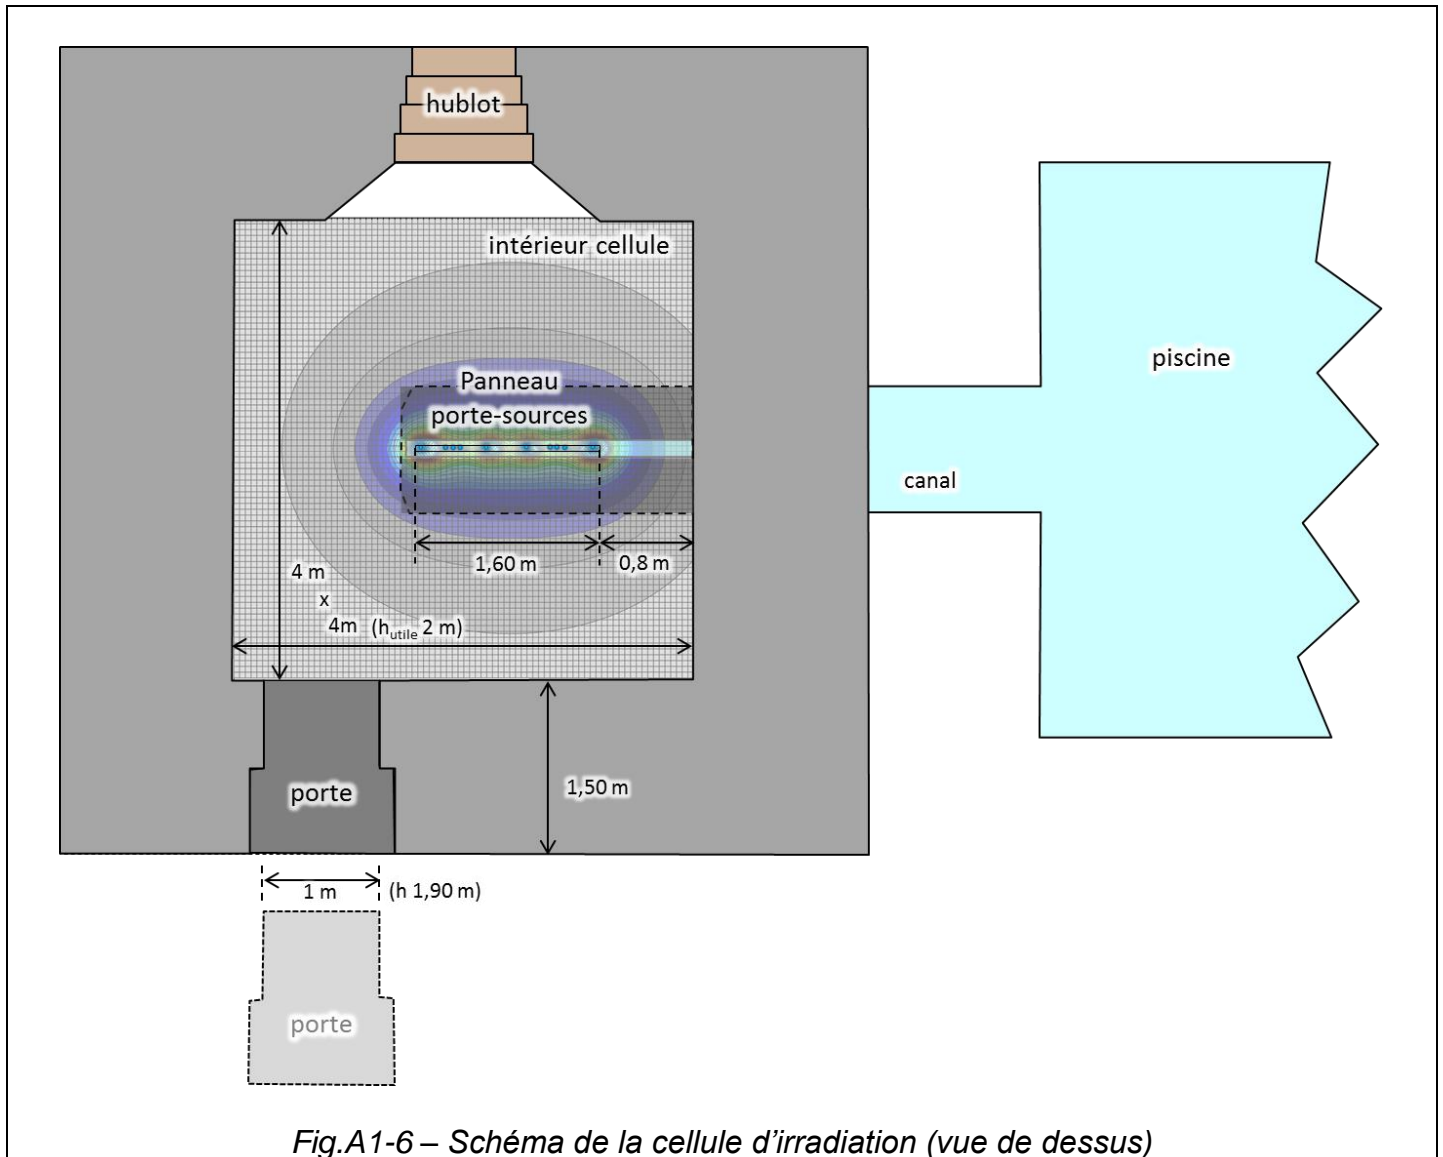 hublot
intérieur cellule
Panneau
porte-sources
piscine
canal
1,60 m
0,8 m
4 m
x
4m (hutile 2 m)
porte
1,50 m
1 m
(h 1,90 m)
porte
Fig.A1-6 – Schéma de la cellule d'irradiation (vue de dessus)